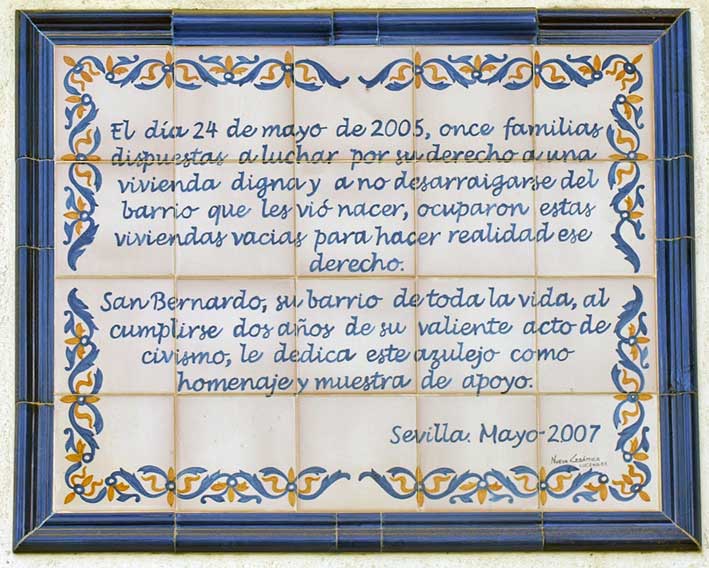 El día 24 de mayo de 2005, once familias
dispuestas a luchar por su derecho a una
vivienda digna y a no desarraigarse del
barrio que les vió nacer, ocuparon estas
viviendas vacias para hacer realidad ese
derecho.
San Bernardo, su barrio de toda la vida, al
cumplirse dos años de su valiente acto de
civismo, le dedica este azulejo como
homenaje y muestra de apoyo.
Sevilla. Mayo-2007
Nueva Cerámica